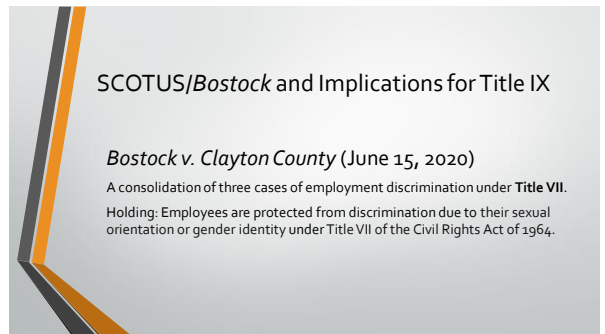 SCOTUS/Bostock and Implications for Title IX
Bostock v. Clayton County (June 15, 2020)
A consolidation of three cases of employment discrimination under Title VII.
Holding: Employees are protected from discrimination due to their sexual
orientation or gender identity under Title VII of the Civil Rights Act of 1964.